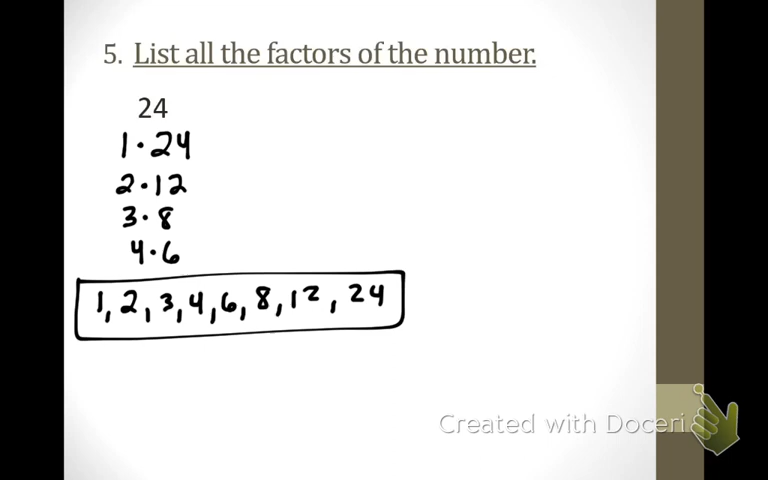 5. List all the factors of the number.
24
1·24
2·12
3·8
4·6
1, 2, 3, 4, 6, 8, 12, 24
Created with Doceri